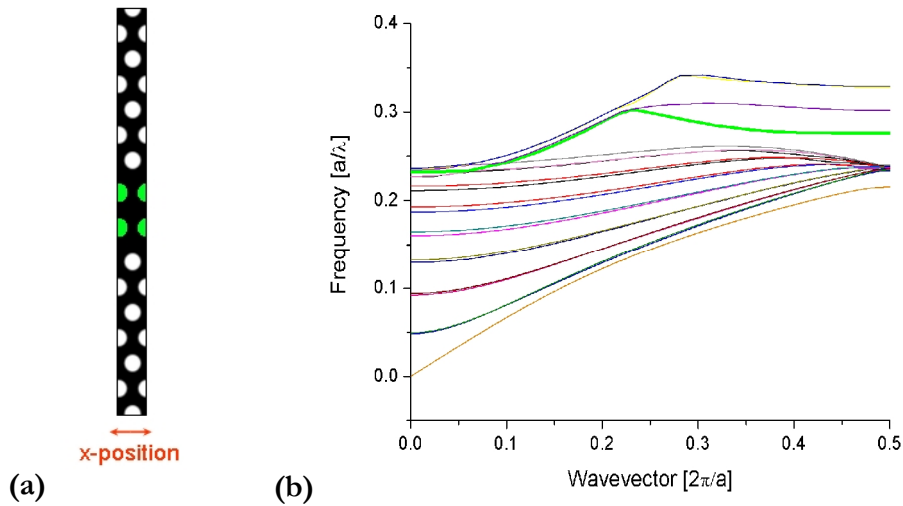 x-position
(a)
0.4
0.3
0.2
0.1
0.0
Frequency [a/λ]
0.0 0.1 0.2 0.3 0.4 0.5
Wavevector [2π/a]
(b)